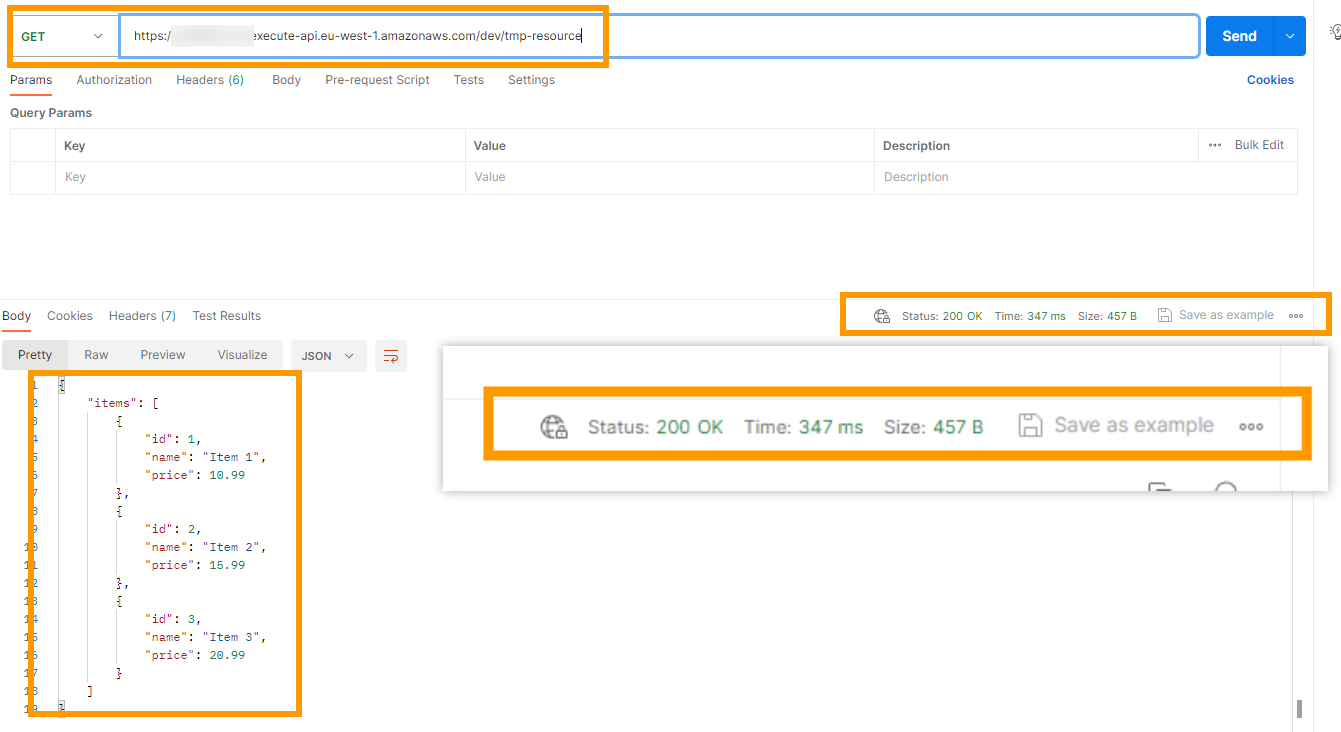 GET https:/ execute-api.eu-west-1.amazonaws.com/dev/tmp-resource Send
Params Authorization Headers (6) Body Pre-request Script Tests Settings Cookies
Query Params
Key Value Description ••• Bulk Edit
Key Value Description
Body Cookies Headers (7) Test Results Status: 200 OK Time: 347 ms Size: 457 B Save as example
Pretty Raw Preview Visualize JSON
Status: 200 OK Time: 347 ms Size: 457 B Save as example
1 {
2 "items": [
3 {
4 "id": 1,
5 "name": "Item 1",
6 "price": 10.99
7 },
8 {
9 "id": 2,
10 "name": "Item 2",
11 "price": 15.99
12 },
13 {
14 "id": 3,
15 "name": "Item 3",
16 "price": 20.99
17 }
18 ]
19 }